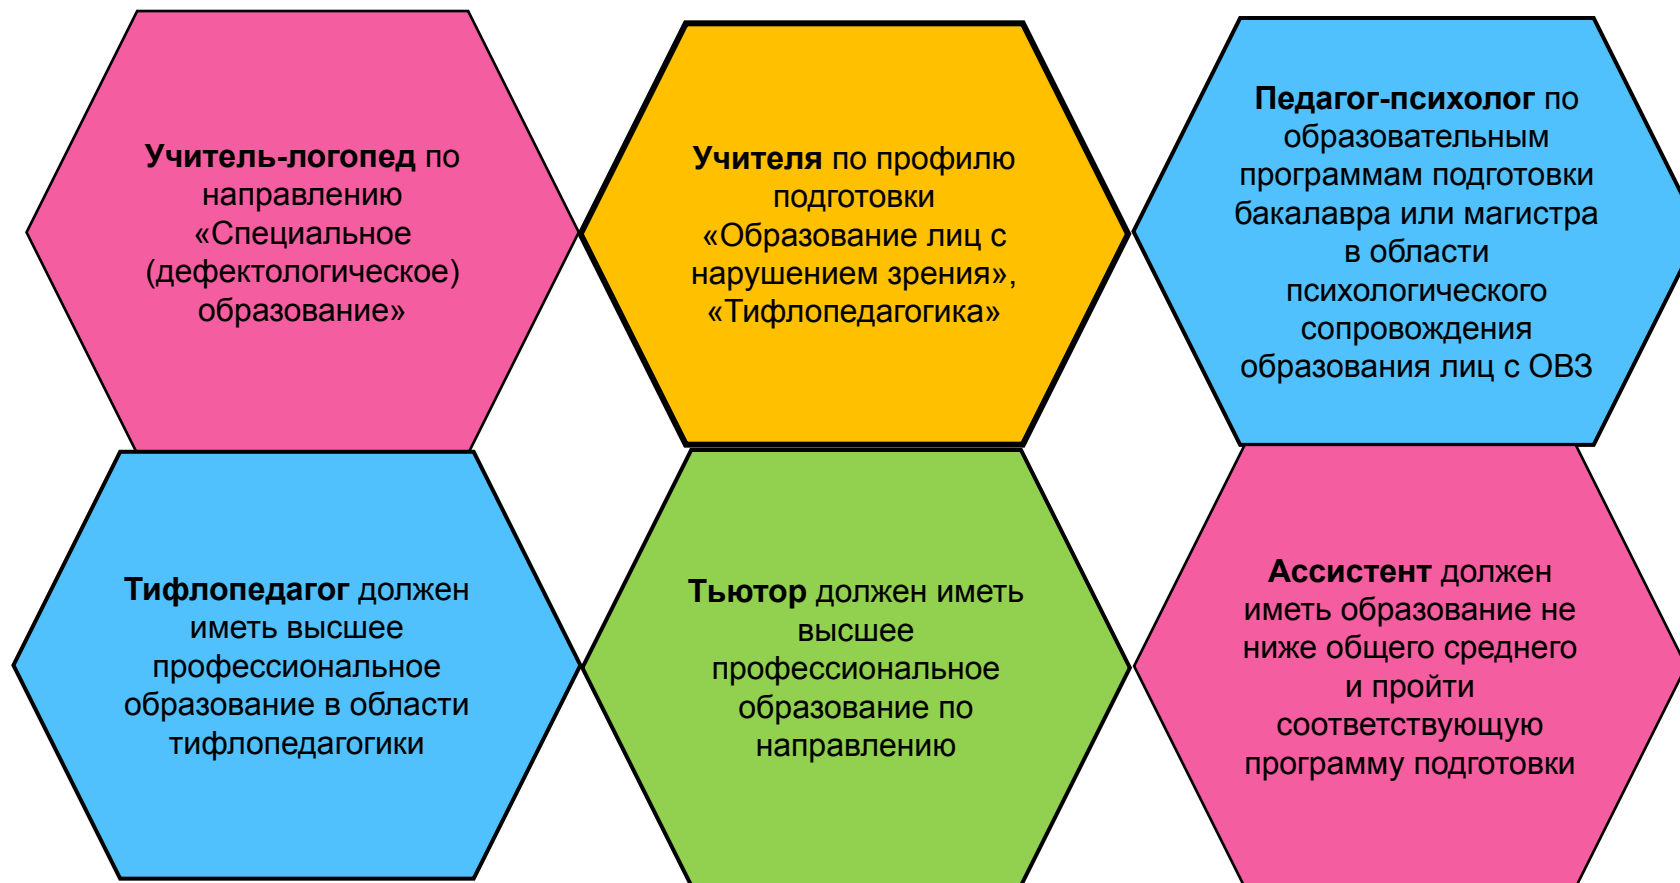 Учитель-логопед по
направлению
«Специальное
(дефектологическое)
образование»
Учителя по профилю
подготовки
«Образование лиц с
нарушением зрения»,
«Тифлопедагогика»
Педагог-психолог по
образовательным
программам подготовки
бакалавра или магистра
в области
психологического
сопровождения
образования лиц с ОВЗ
Тифлопедагог должен
иметь высшее
профессиональное
образование в области
тифлопедагогики
Тьютор должен иметь
высшее
профессиональное
образование по
направлению
Ассистент должен
иметь образование не
ниже общего среднего
и пройти
соответствующую
программу подготовки